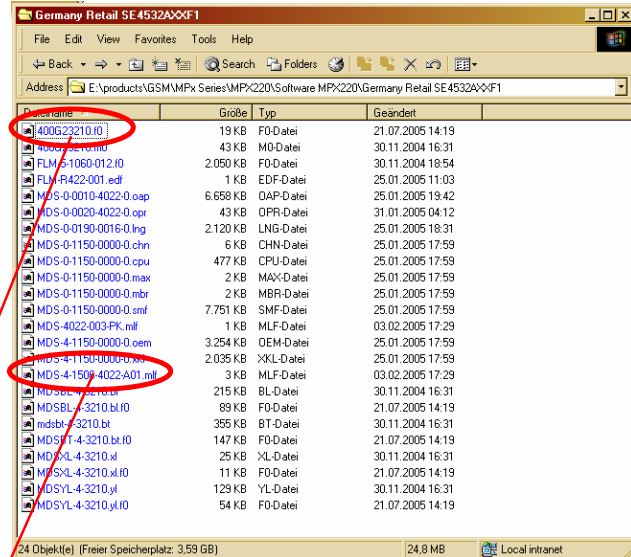 Germany Retail SE4532AXXF1
File Edit View Favorites Tools Help
Back Search Folders
Address E:\products\GSM\MPx Series\MPX220\Software MPX220\Germany Retail SE4532AXXF1
Dateiname Größe Typ Geändert
400G23210.f0 19 KB F0-Datei 21.07.2005 14:19
400G23210.m0 43 KB M0-Datei 30.11.2004 16:31
FLM-5-1060-012.f0 2.050 KB F0-Datei 30.11.2004 18:54
FLM-R422-001.edf 1 KB EDF-Datei 25.01.2005 11:03
MDS-0-0010-4022-0.oap 6.658 KB OAP-Datei 25.01.2005 19:42
MDS-0-0020-4022-0.opr 43 KB OPR-Datei 31.01.2005 04:12
MDS-0-0190-0016-0.lng 2.120 KB LNG-Datei 25.01.2005 18:31
MDS-0-1150-0000-0.chn 6 KB CHN-Datei 25.01.2005 17:59
MDS-0-1150-0000-0.cpu 477 KB CPU-Datei 25.01.2005 17:59
MDS-0-1150-0000-0.max 2 KB MAX-Datei 25.01.2005 17:59
MDS-0-1150-0000-0.mbr 2 KB MBR-Datei 25.01.2005 17:59
MDS-0-1150-0000-0.smf 7.751 KB SMF-Datei 25.01.2005 17:59
MDS-4022-003-PK.mlf 1 KB MLF-Datei 03.02.2005 17:29
MDS-4-1150-0000-0.oem 3.254 KB OEM-Datei 25.01.2005 17:59
MDS-4-1150-0000-0.xkl 2.035 KB XKL-Datei 25.01.2005 17:59
MDS-4-1500-4022-A01.mlf 3 KB MLF-Datei 03.02.2005 17:29
MDSBL-4-3210.bl 215 KB BL-Datei 30.11.2004 16:31
MDSBL-4-3210.bl.f0 89 KB F0-Datei 21.07.2005 14:19
mdsbt-4-3210.bt 355 KB BT-Datei 30.11.2004 16:31
MDSBT-4-3210.bt.f0 147 KB F0-Datei 21.07.2005 14:19
MDSXL-4-3210.xl 25 KB XL-Datei 30.11.2004 16:31
MDSXL-4-3210.xl.f0 11 KB F0-Datei 21.07.2005 14:19
MDSYL-4-3210.yl 129 KB YL-Datei 30.11.2004 16:31
MDSYL-4-3210.yl.f0 54 KB F0-Datei 21.07.2005 14:19
24 Objekt(e) (Freier Speicherplatz: 3,59 GB) 24,8 MB Local intranet